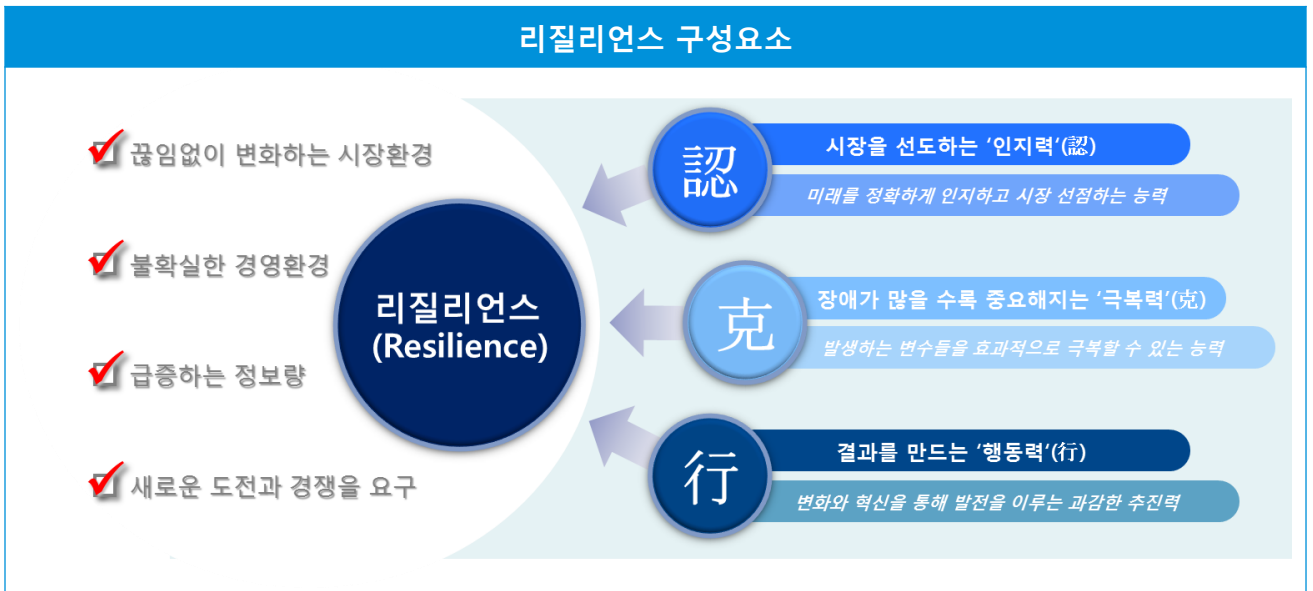 리질리언스 구성요소
끊임없이 변화하는 시장환경
불확실한 경영환경
급증하는 정보량
새로운 도전과 경쟁을 요구
리질리언스
(Resilience)
認
시장을 선도하는 ‘인지력’(認)
미래를 정확하게 인지하고 시장 선점하는 능력
克
장애가 많을 수록 중요해지는 ‘극복력’(克)
발생하는 변수들을 효과적으로 극복할 수 있는 능력
行
결과를 만드는 ‘행동력’(行)
변화와 혁신을 통해 발전을 이루는 과감한 추진력